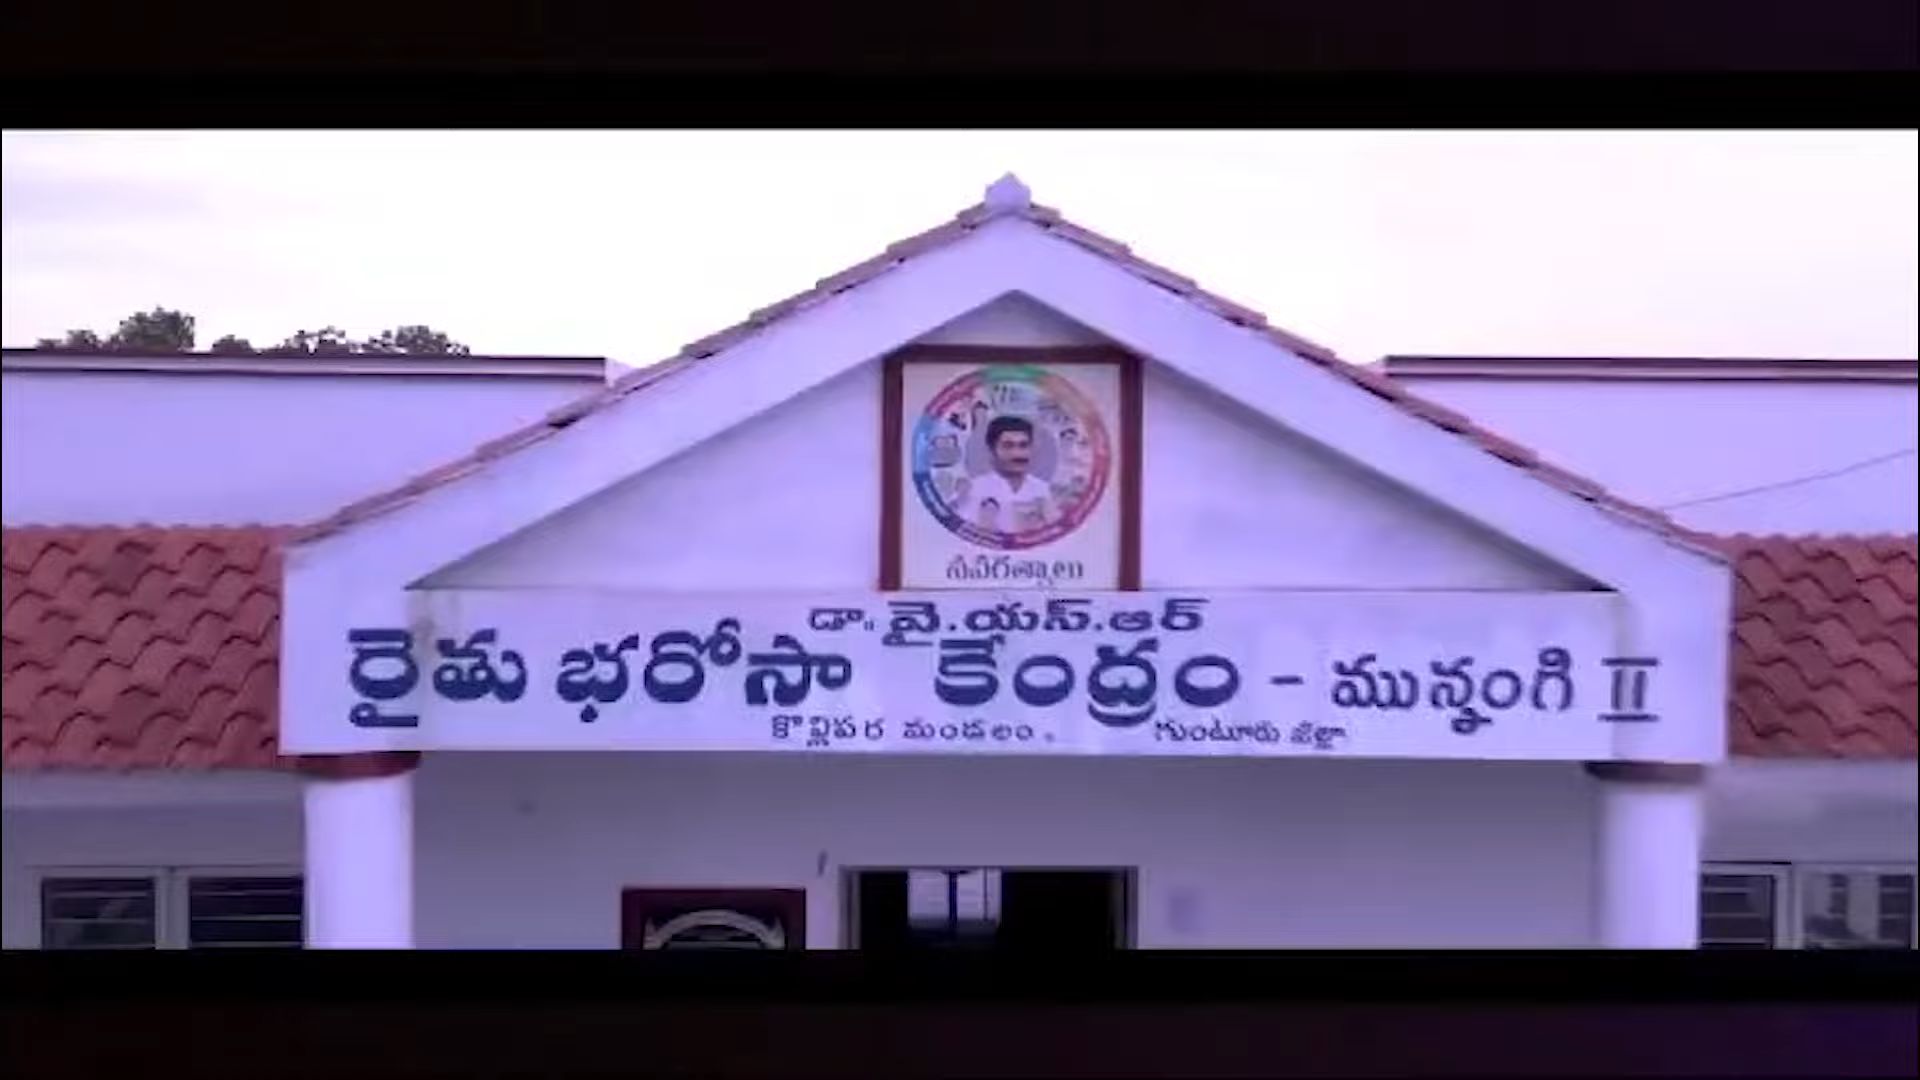 నవరత్నాలు
డా. వై.యస్.ఆర్
రైతు భరోసా కేంద్రం - మున్నంగి II
కొల్లిపర మండలం. గుంటూరు జిల్లా